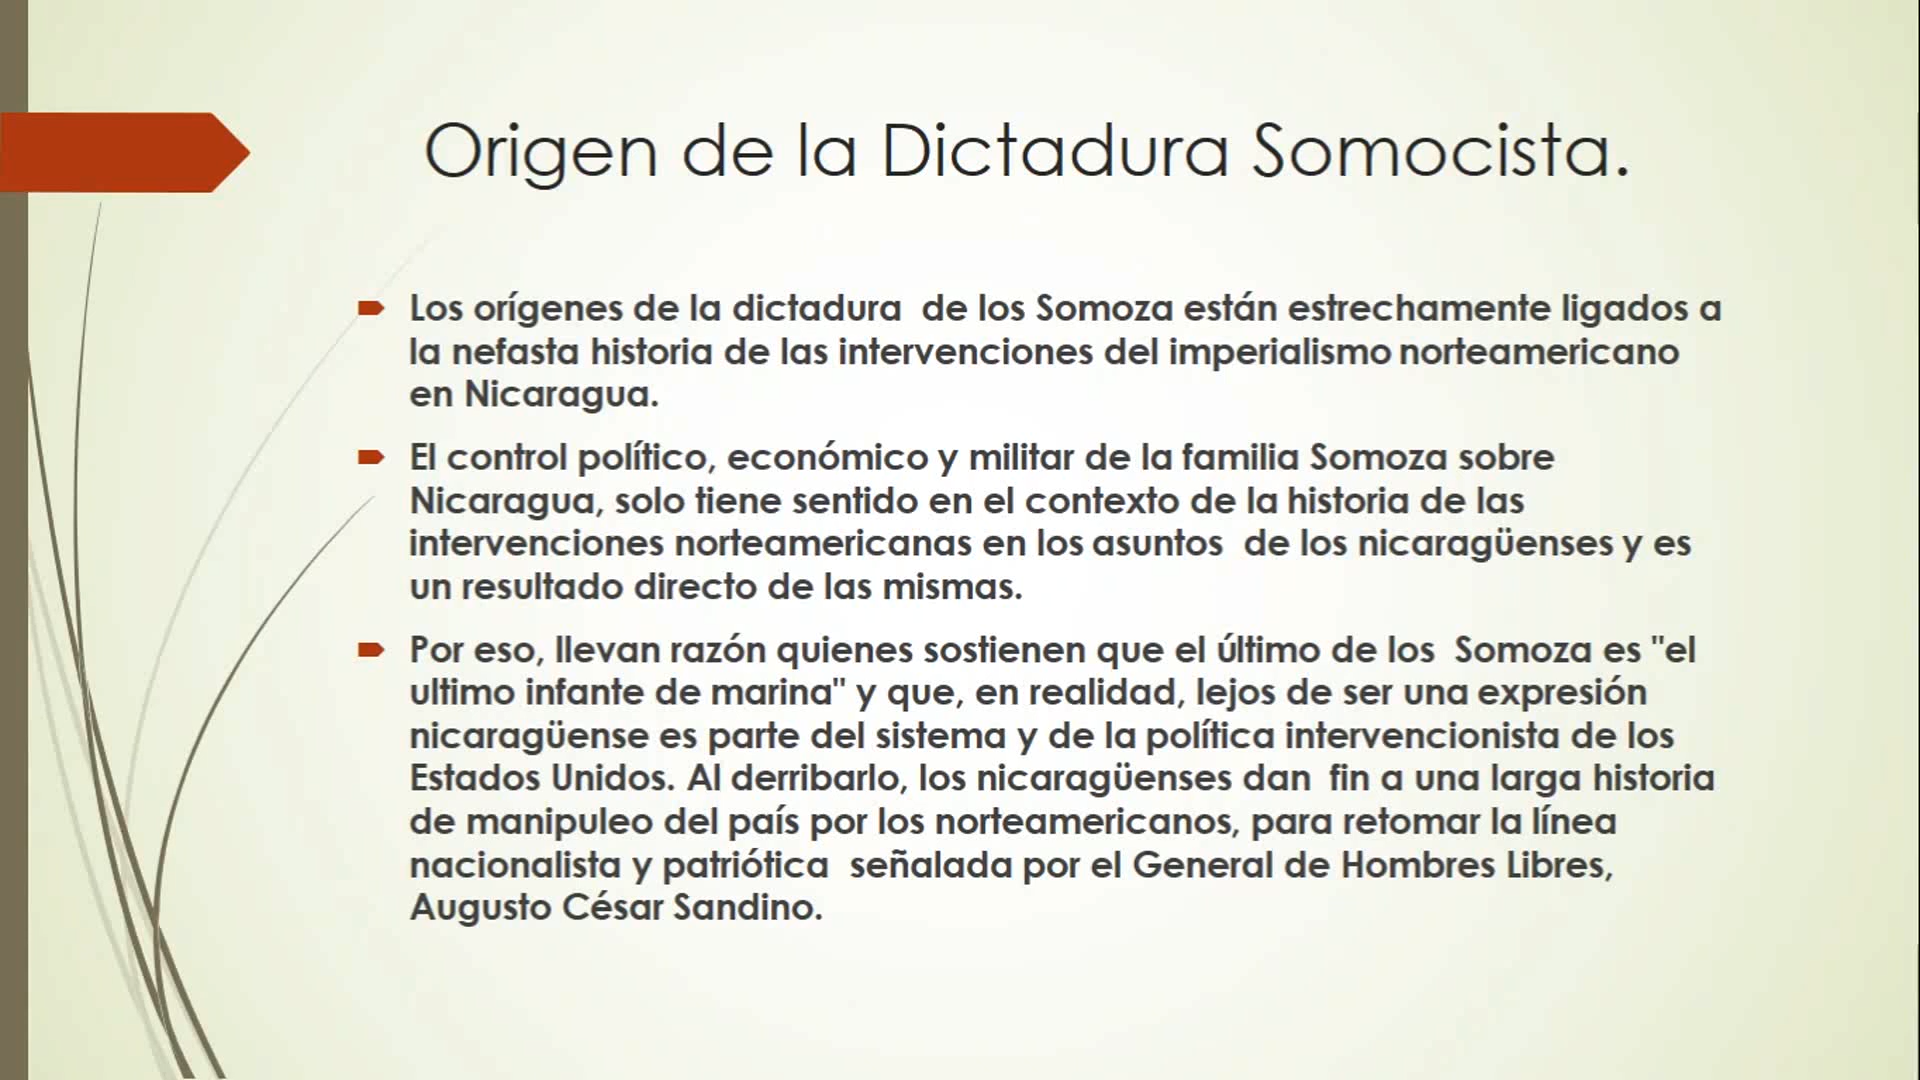 Origen de la Dictadura Somocista.
Los orígenes de la dictadura de los Somoza están estrechamente ligados a
la nefasta historia de las intervenciones del imperialismo norteamericano
en Nicaragua.
El control político, económico y militar de la familia Somoza sobre
Nicaragua, solo tiene sentido en el contexto de la historia de las
intervenciones norteamericanas en los asuntos de los nicaragüenses y es
un resultado directo de las mismas.
Por eso, llevan razón quienes sostienen que el último de los Somoza es "el
ultimo infante de marina" y que, en realidad, lejos de ser una expresión
nicaragüense es parte del sistema y de la política intervencionista de los
Estados Unidos. Al derribarlo, los nicaragüenses dan fin a una larga historia
de manipuleo del país por los norteamericanos, para retomar la línea
nacionalista y patriótica señalada por el General de Hombres Libres,
Augusto César Sandino.